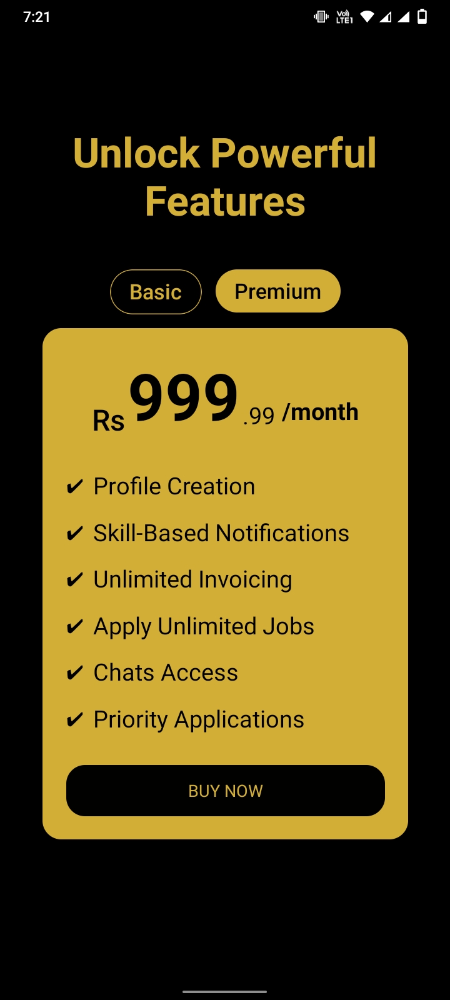 7:21
Vo) LTE1
Unlock Powerful
Features
Basic Premium
Rs 999 .99 /month
✔ Profile Creation
✔ Skill-Based Notifications
✔ Unlimited Invoicing
✔ Apply Unlimited Jobs
✔ Chats Access
✔ Priority Applications
BUY NOW